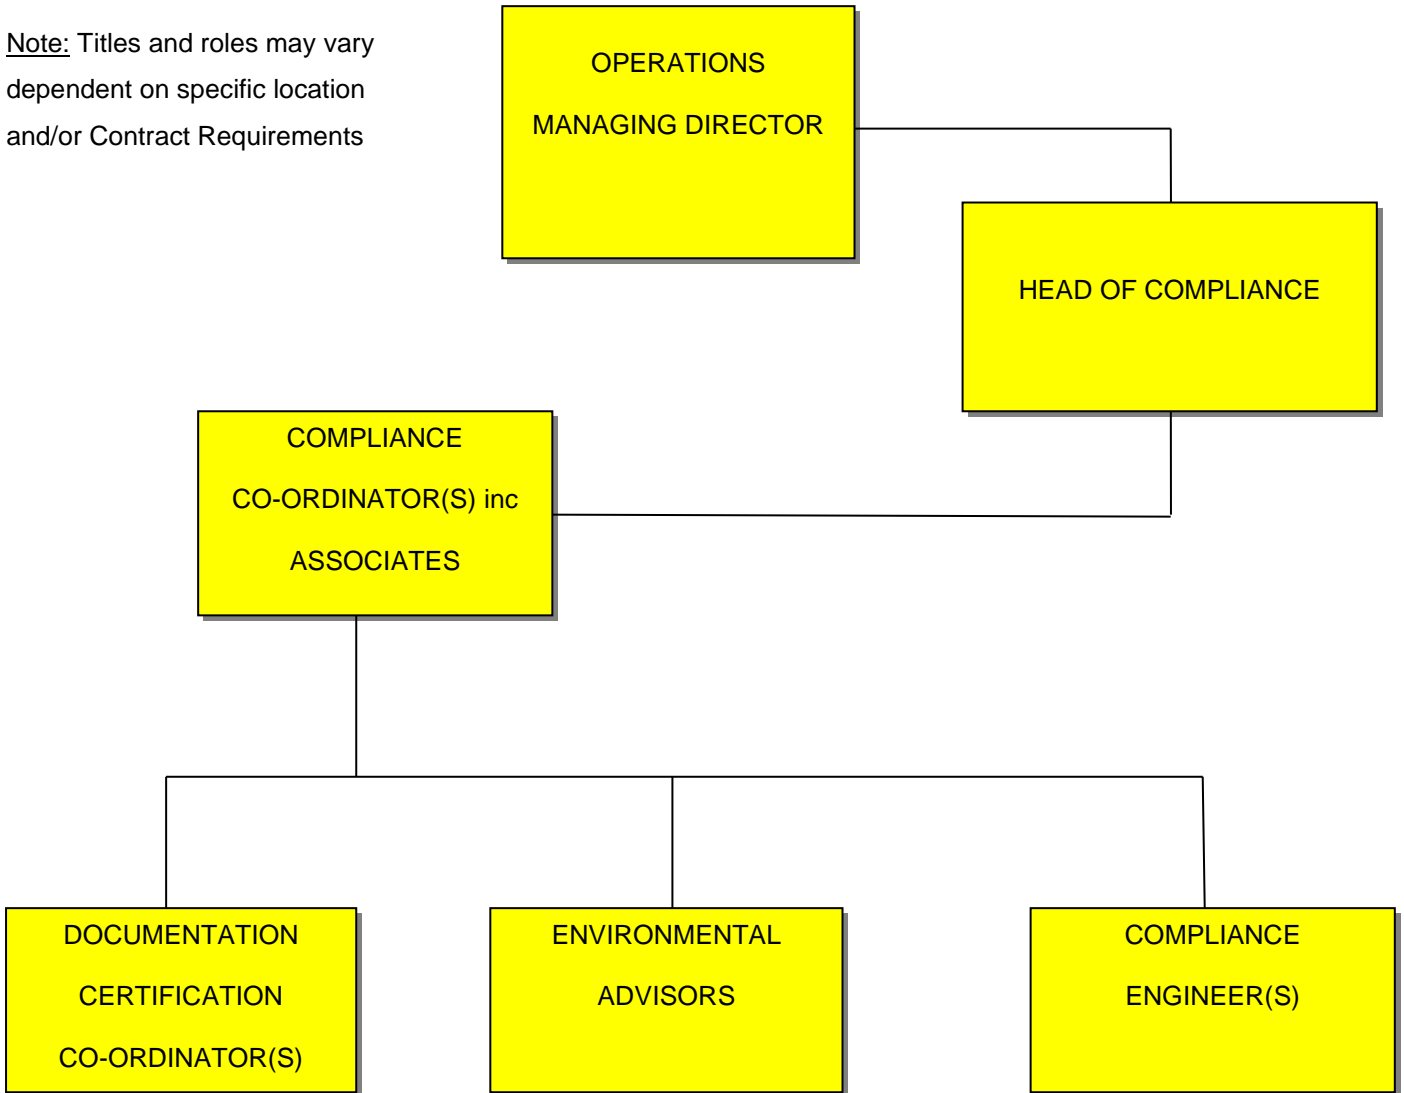 Note: Titles and roles may vary
dependent on specific location
and/or Contract Requirements
OPERATIONS
MANAGING DIRECTOR
HEAD OF COMPLIANCE
COMPLIANCE
CO-ORDINATOR(S) inc
ASSOCIATES
DOCUMENTATION
CERTIFICATION
CO-ORDINATOR(S)
ENVIRONMENTAL
ADVISORS
COMPLIANCE
ENGINEER(S)